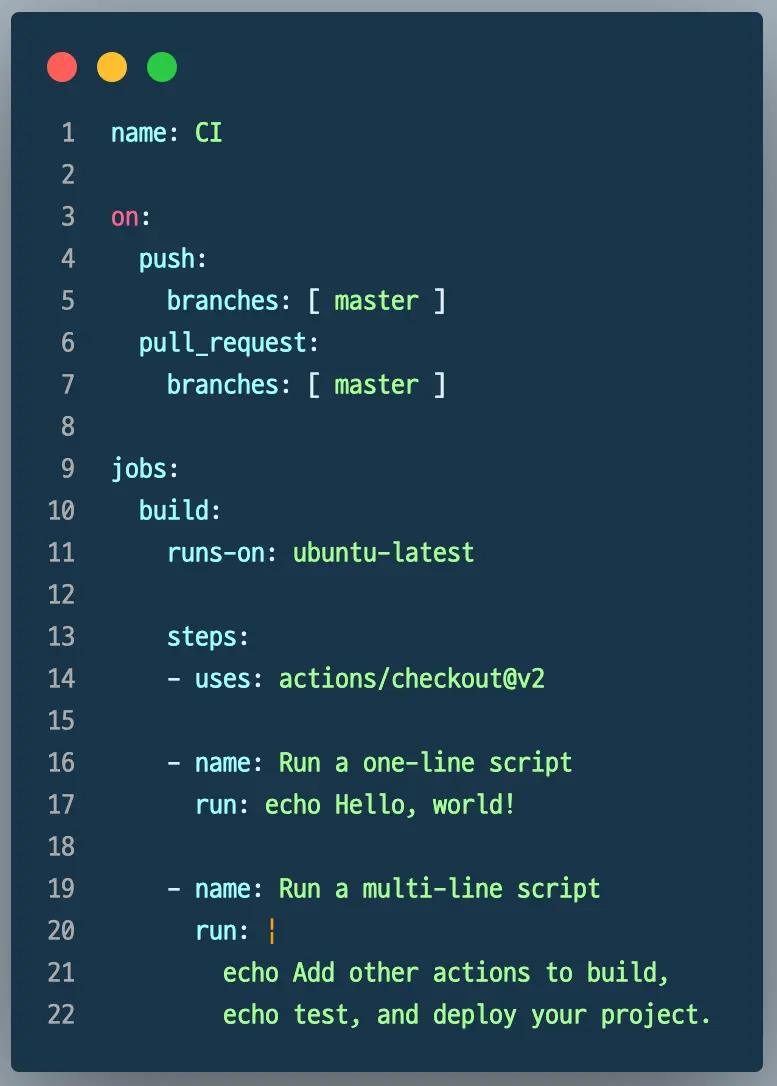 1 name: CI
2
3 on:
4   push:
5     branches: [ master ]
6   pull_request:
7     branches: [ master ]
8
9 jobs:
10   build:
11     runs-on: ubuntu-latest
12
13     steps:
14     - uses: actions/checkout@v2
15
16     - name: Run a one-line script
17       run: echo Hello, world!
18
19     - name: Run a multi-line script
20       run: |
21         echo Add other actions to build,
22         echo test, and deploy your project.